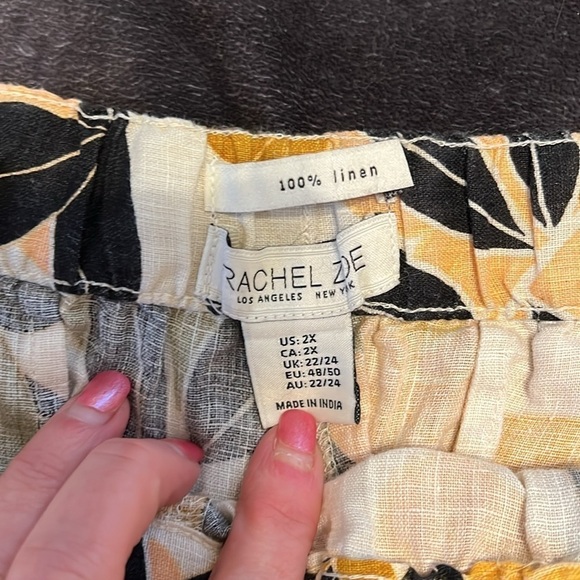 100% linen
RACHEL ZOE
LOS ANGELES NEW YORK
US: 2X
CA: 2X
UK: 22/24
EU: 48/50
AU: 22/24
MADE IN INDIA